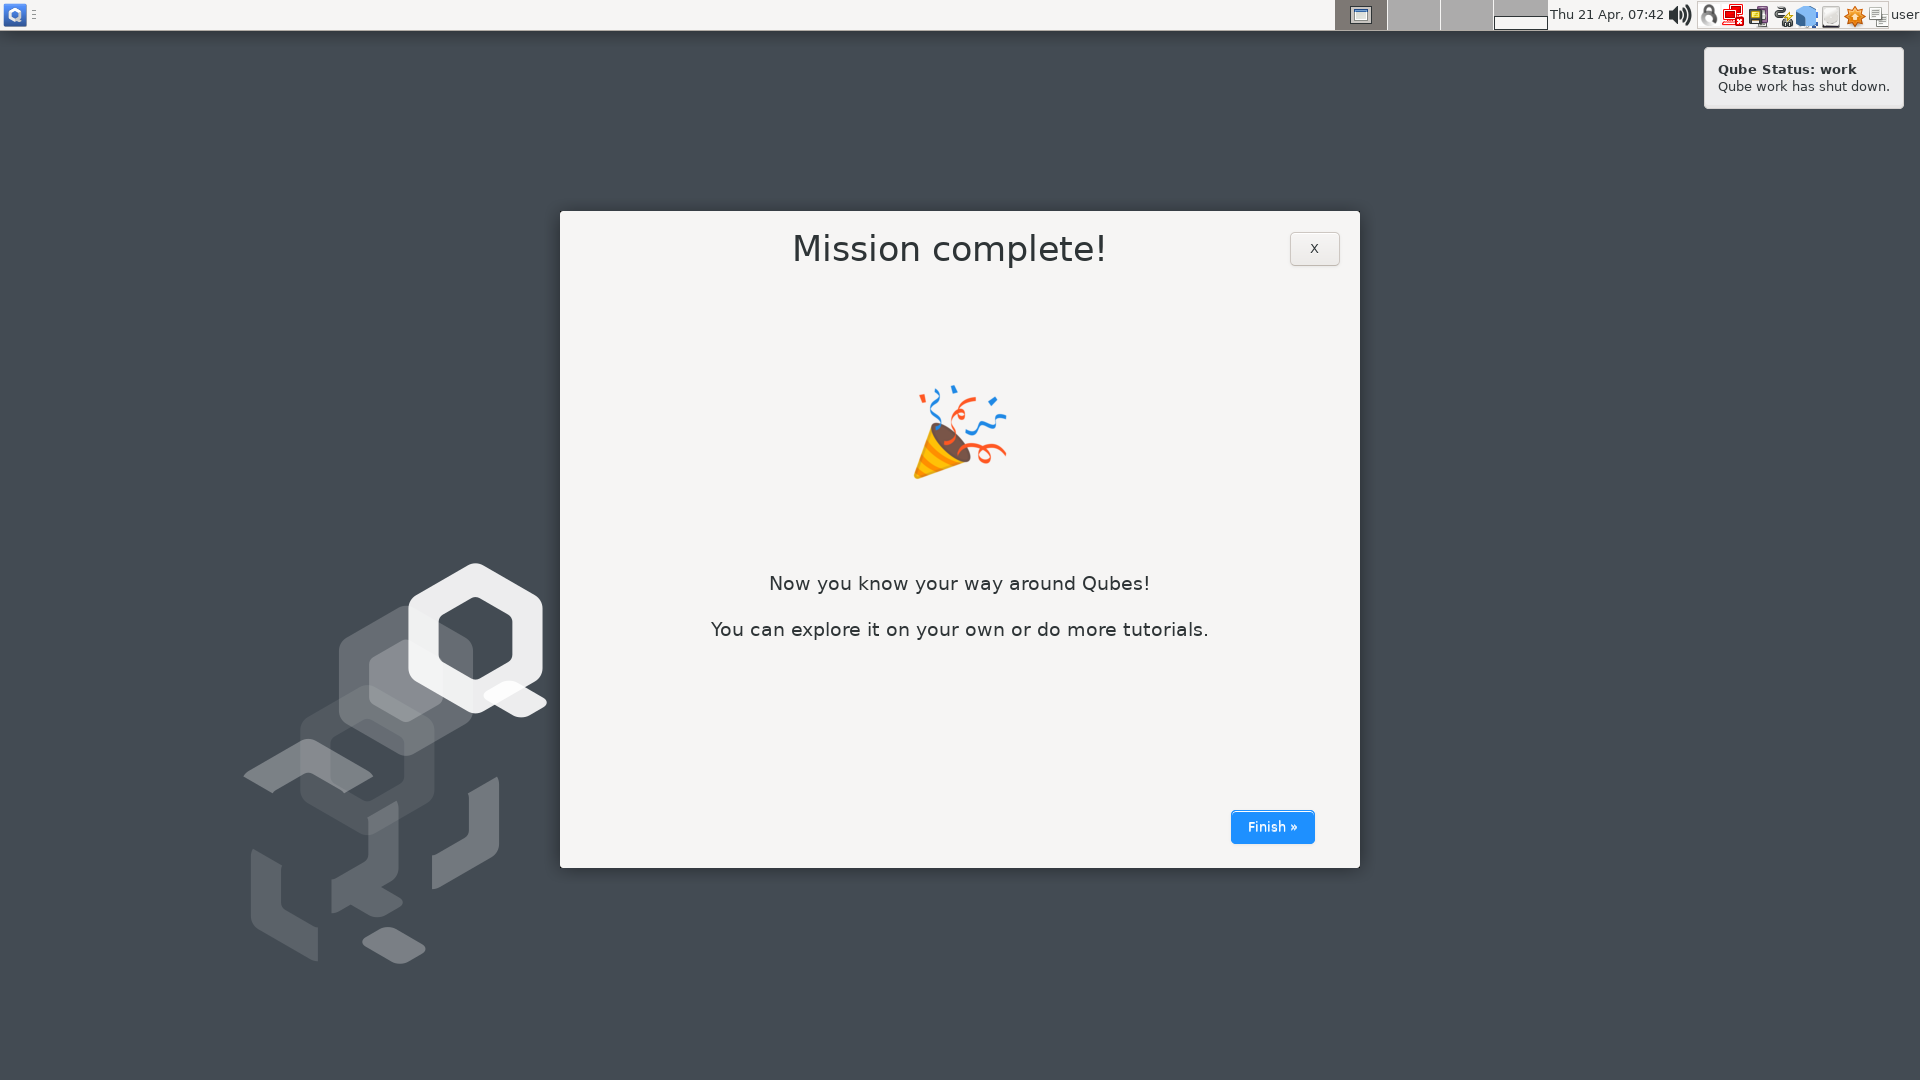 Thu 21 Apr, 07:42
user
Qube Status: work
Qube work has shut down.
Mission complete!
X
Now you know your way around Qubes!
You can explore it on your own or do more tutorials.
Finish »